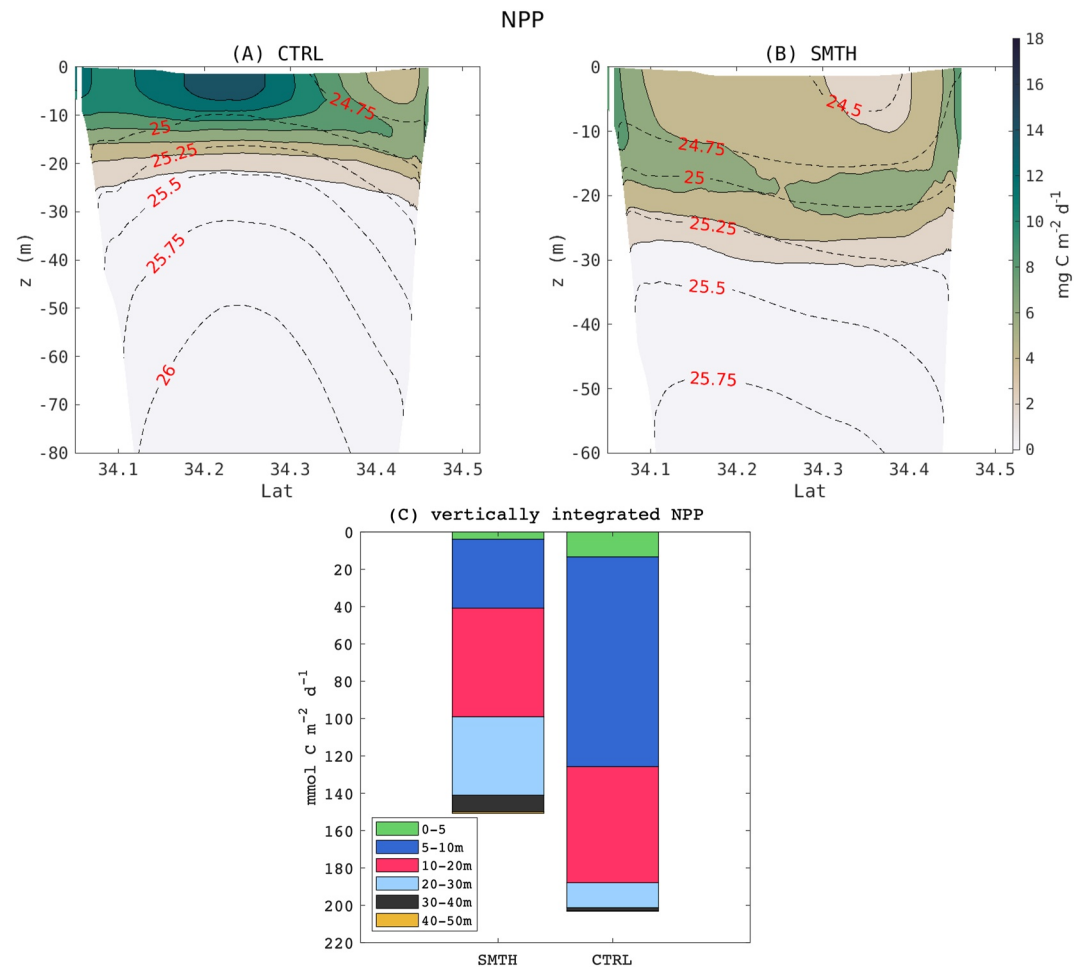 NPP
(A) CTRL
(B) SMTH
0
-10
-20
-30
-40
-50
-60
-70
-80
z (m)
34.1 34.2 34.3 34.4 34.5
Lat
24.75
25
25.25
25.5
25.75
26
0
-10
-20
-30
-40
-50
-60
z (m)
34.1 34.2 34.3 34.4 34.5
Lat
24.5
24.75
25
25.25
25.5
25.75
18
16
14
12
10
8
6
4
2
0
mg C m⁻² d⁻¹
(C) vertically integrated NPP
0
20
40
60
80
100
120
140
160
180
200
220
mmol C m⁻² d⁻¹
0-5
5-10m
10-20m
20-30m
30-40m
40-50m
SMTH CTRL